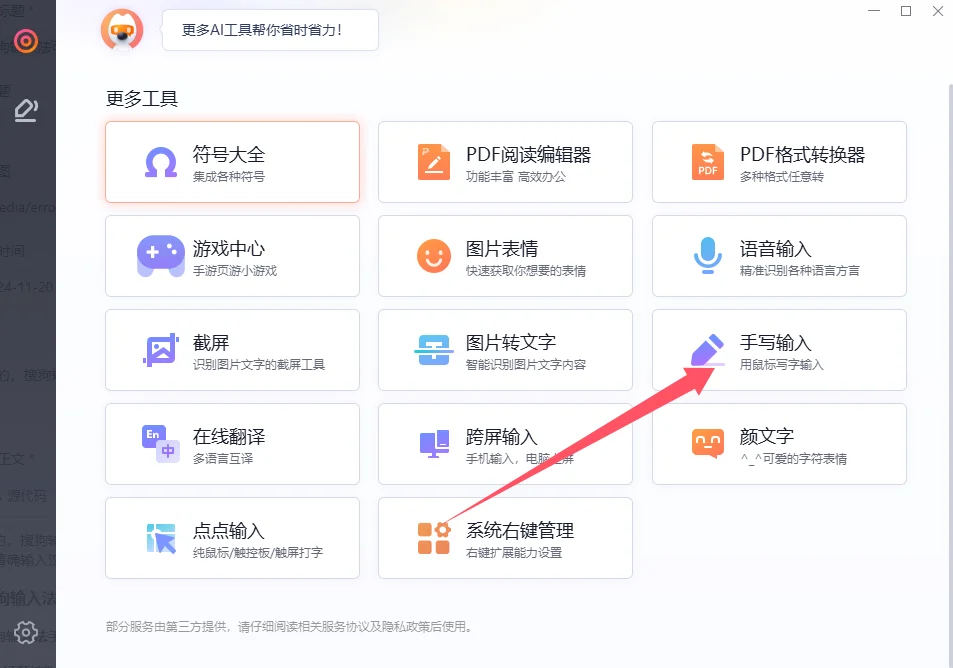 更多AI工具帮你省时省力！
更多工具
符号大全
集成各种符号
PDF阅读编辑器
功能丰富 高效办公
PDF
PDF格式转换器
多种格式任意转
游戏中心
手游页游小游戏
图片表情
快速获取你想要的表情
语音输入
精准识别各种语言方言
截屏
识别图片文字的截屏工具
图片转文字
智能识别图片文字内容
手写输入
用鼠标写字输入
En
中
在线翻译
多语言互译
跨屏输入
手机输入，电脑上屏
颜文字
^_^可爱的字符表情
点点输入
纯鼠标/触控板/触屏打字
系统右键管理
右键扩展能力设置
部分服务由第三方提供，请仔细阅读相关服务协议及隐私政策后使用。
edia/erro
时间
24-11-20
正文 *
源代码